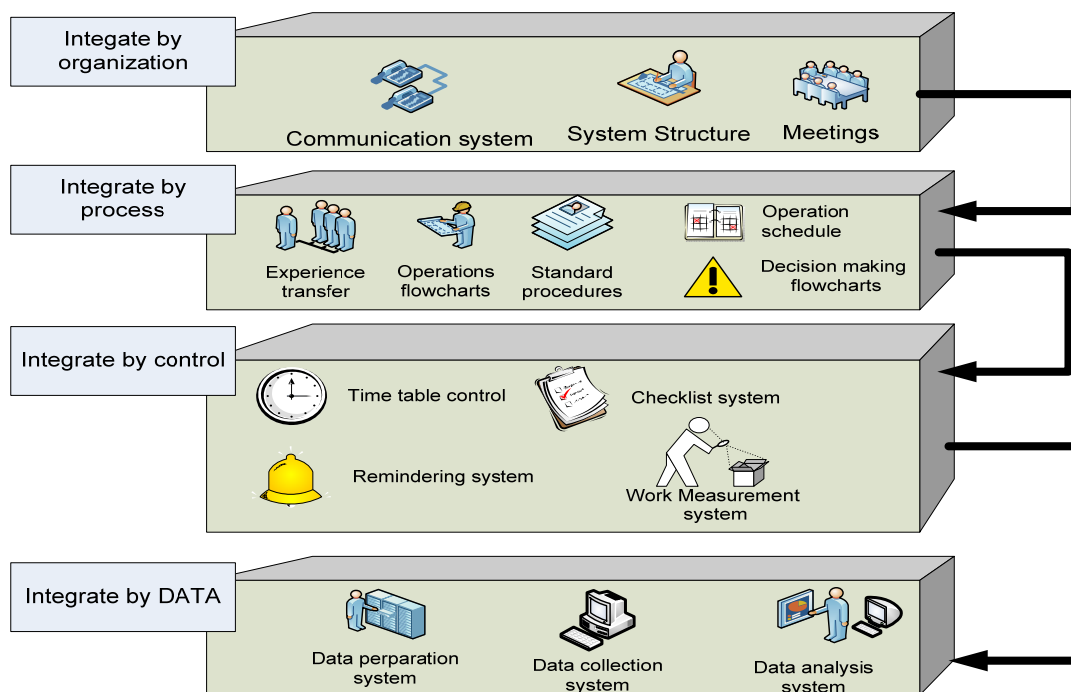 Integate by
organization
Communication system
System Structure
Meetings
Integrate by
process
Experience
transfer
Operations
flowcharts
Standard
procedures
Operation
schedule
Decision making
flowcharts
Integrate by control
Time table control
Checklist system
Remindering system
Work Measurement
system
Integrate by DATA
Data perparation
system
Data collection
system
Data analysis
system